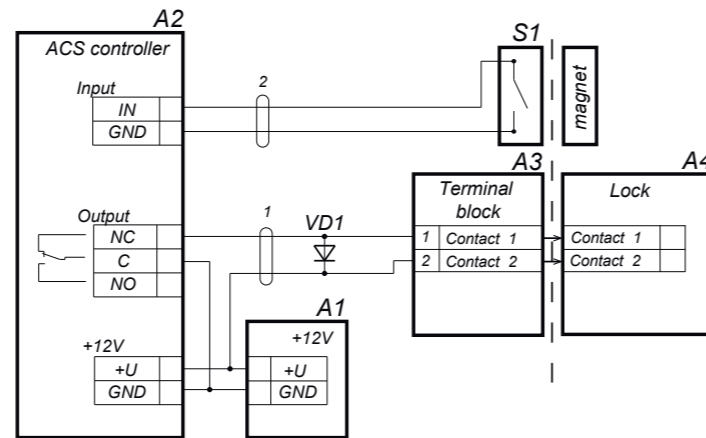 A2
ACS controller
Input
IN
GND
2
S1
magnet
Output
NC
C
NO
1
VD1
A3
Terminal
block
1 Contact 1
2 Contact 2
A4
Lock
Contact 1
Contact 2
+12V
+U
GND
A1
+12V
+U
GND